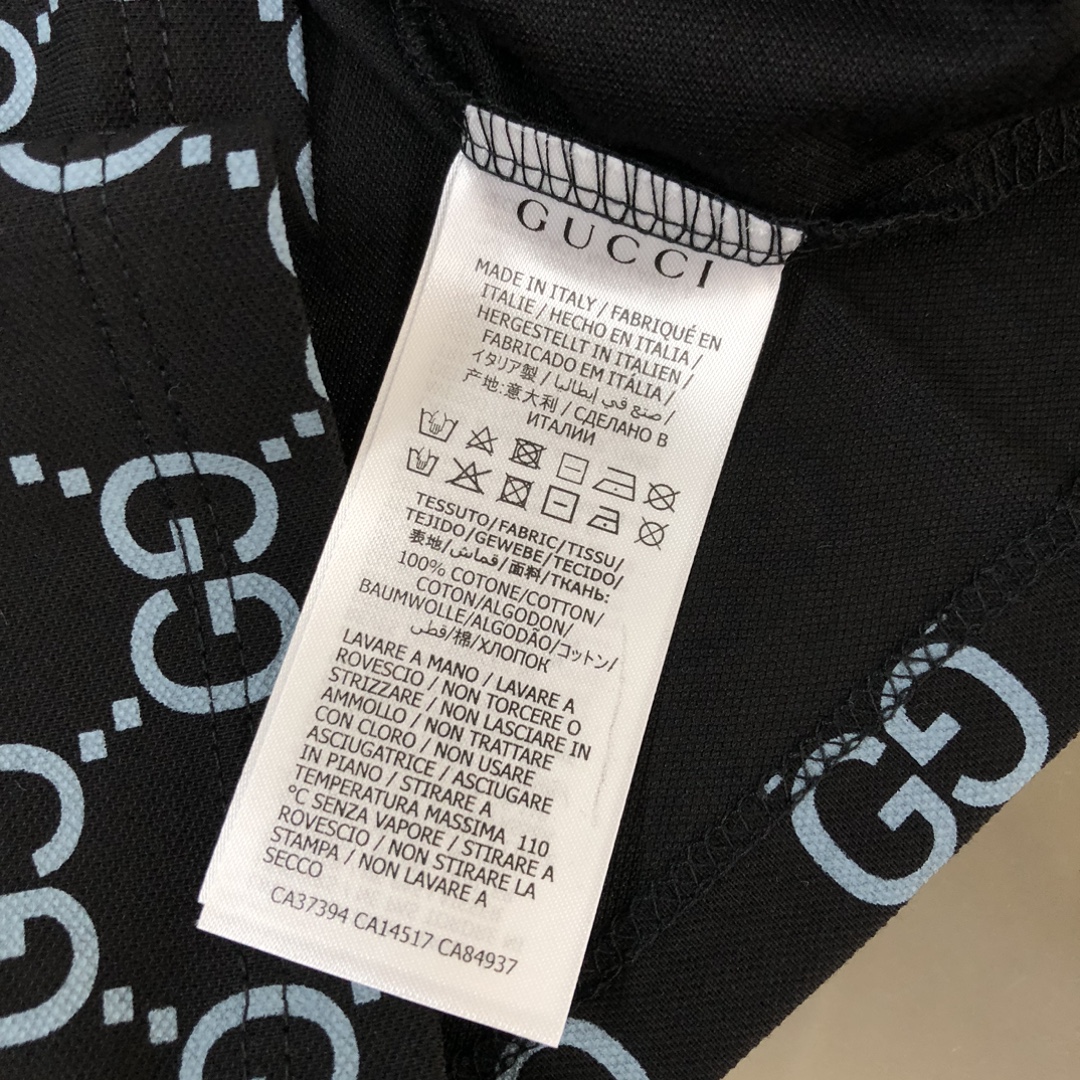 GUCCI
MADE IN ITALY / FABRIQUÉ EN
ITALIE / HECHO EN ITALIA /
HERGESTELLT IN ITALIEN /
FABRICADO EM ITÁLIA /
イタリア製 / صنع في إيطاليا /
产地:意大利 / СДЕЛАНО В
ИТАЛИИ
TESSUTO/FABRIC/TISSU/
TEJIDO/GEWEBE/TECIDO/
表地/قماش/面料/ТКАНЬ:
100% COTONE/COTTON/
COTON/ALGODON/
BAUMWOLLE/ALGODÃO/コットン/
قطن/棉/ХЛОПОК
LAVARE A MANO / LAVARE A
ROVESCIO / NON TORCERE O
STRIZZARE / NON LASCIARE IN
AMMOLLO / NON TRATTARE
CON CLORO / NON USARE
ASCIUGATRICE / ASCIUGARE
IN PIANO / STIRARE A
TEMPERATURA MASSIMA 110
°C SENZA VAPORE / STIRARE A
ROVESCIO / NON STIRARE LA
STAMPA / NON LAVARE A
SECCO
CA37394 CA14517 CA84937